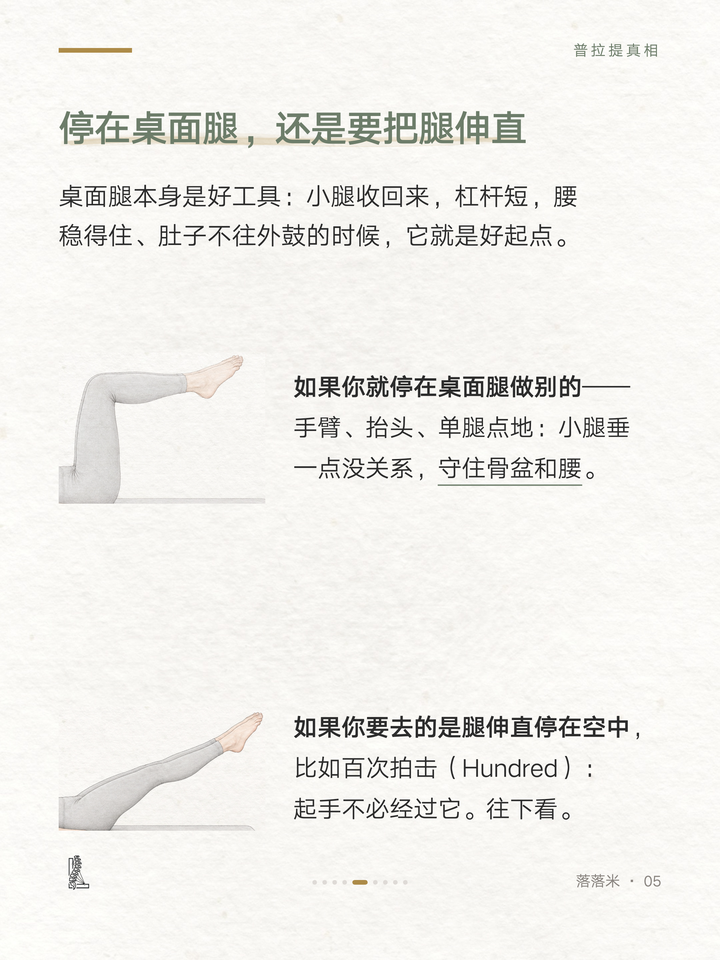 普拉提真相
停在桌面腿，还是要把腿伸直
桌面腿本身是好工具：小腿收回来，杠杆短，腰
稳得住、肚子不往外鼓的时候，它就是好起点。
如果你就停在桌面腿做别的——
手臂、抬头、单腿点地：小腿垂
一点没关系，守住骨盆和腰。
如果你要去的是腿伸直停在空中，
比如百次拍击（Hundred）：
起手不必经过它。往下看。
落落米 · 05